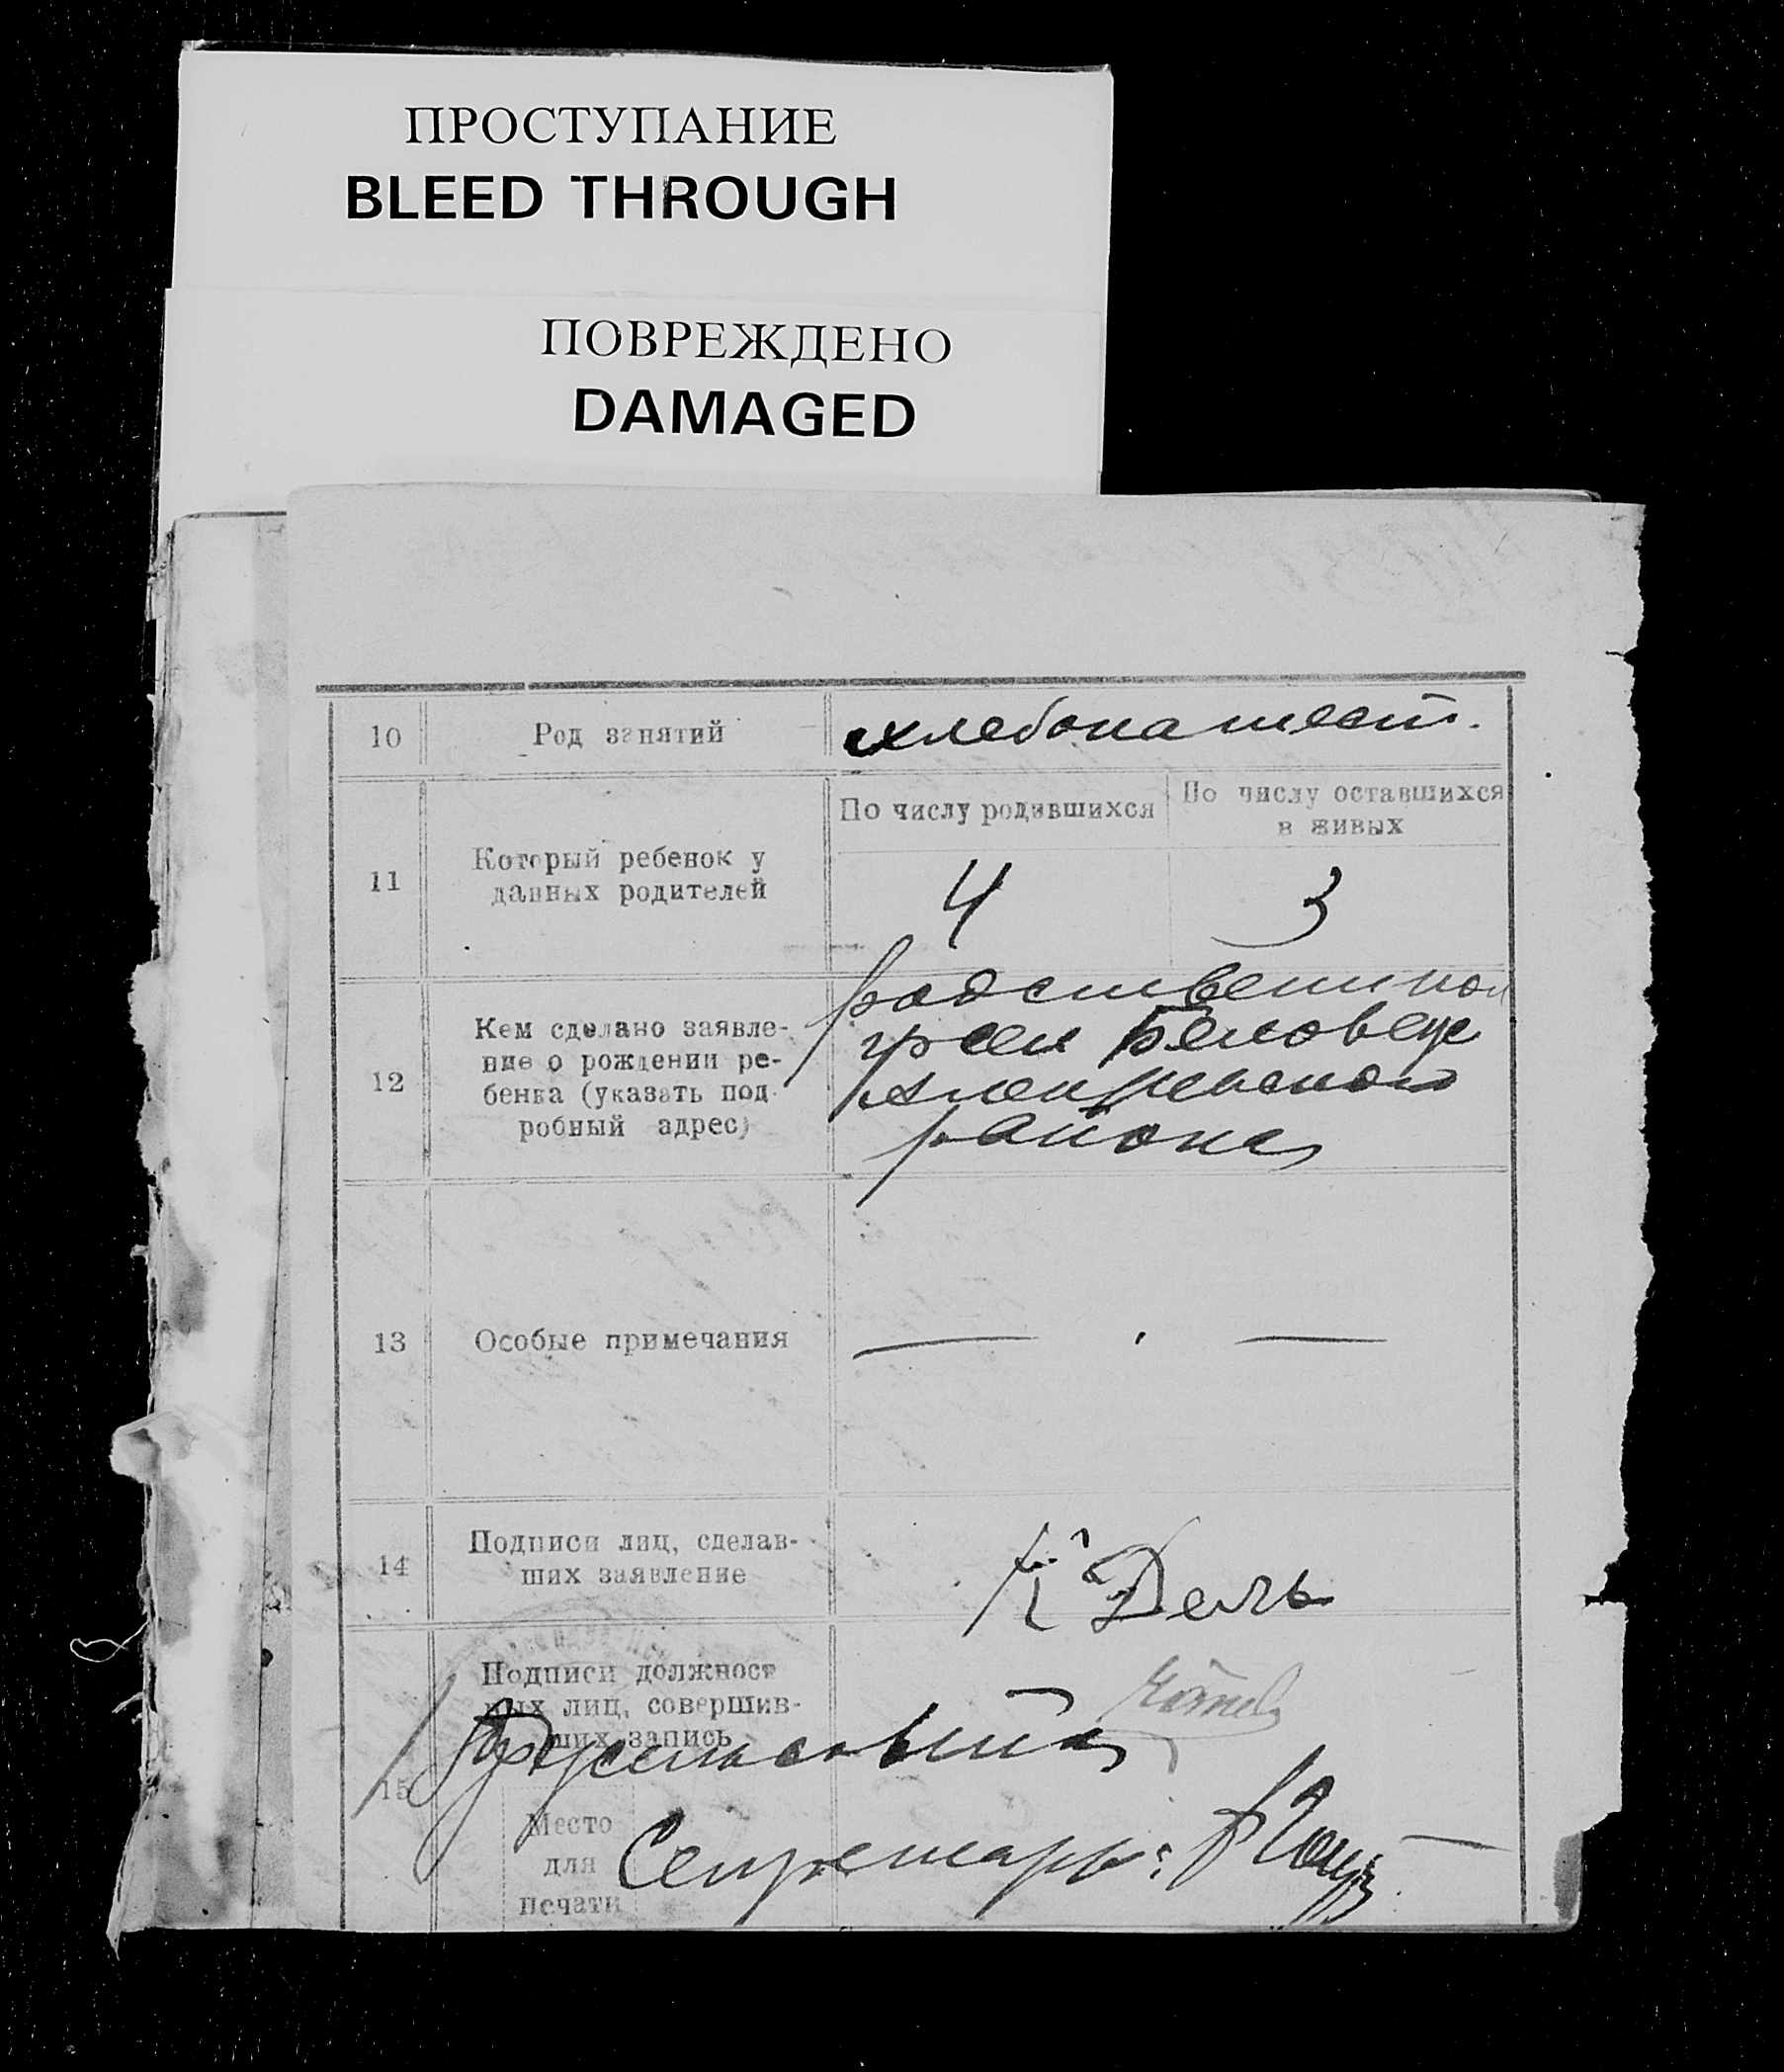 ПРОСТУПАНИЕ
BLEED THROUGH
ПОВРЕЖДЕНО
DAMAGED
10
Род занятий
хлебопашест.
11
Который ребенок у
данных родителей
По числу родившихся
По числу оставшихся
в живых
4
3
12
Кем сделано заявле-
ние о рождении ре-
бенка (указать под-
робный адрес)
родственником
района
13
Особые примечания
14
Подписи лиц, сделав-
ших заявление
Дель
15
Подписи должност
ных лиц, совершив-
ших запись
Место
для
печати
Секретарь: